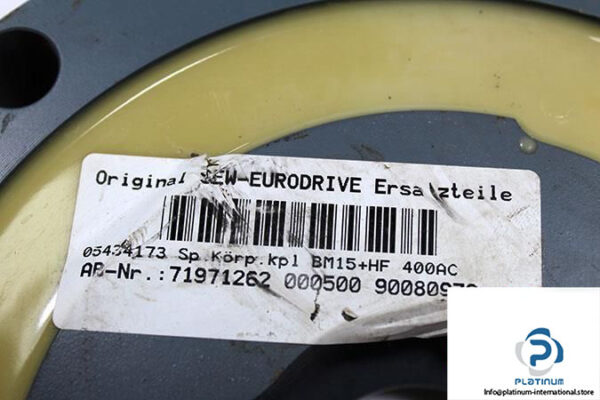 Original SEW-EURODRIVE Ersatzteile
05434173 Sp.Körp.kpl BM15+HF 400AC
AB-Nr.:71971262 000500
PLATINUM
Info@platinum-international.store